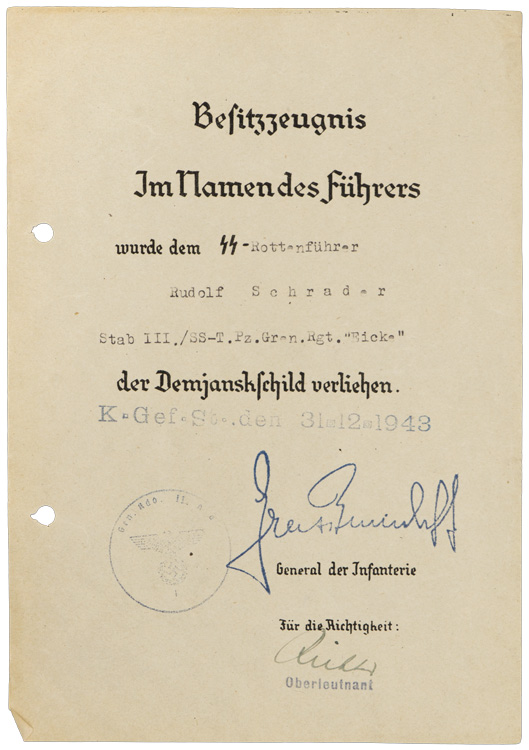 Besitzzeugnis
Im Namen des Führers
wurde dem ϟϟ-Rottenführer
Rudolf Schrader
Stab III./SS-T.Pz.Gren.Rgt."Eicke"
der Demjanskschild verliehen.
K.Gef.St.,den 31.12.1943
General der Infanterie
Für die Richtigkeit:
Oberleutnant